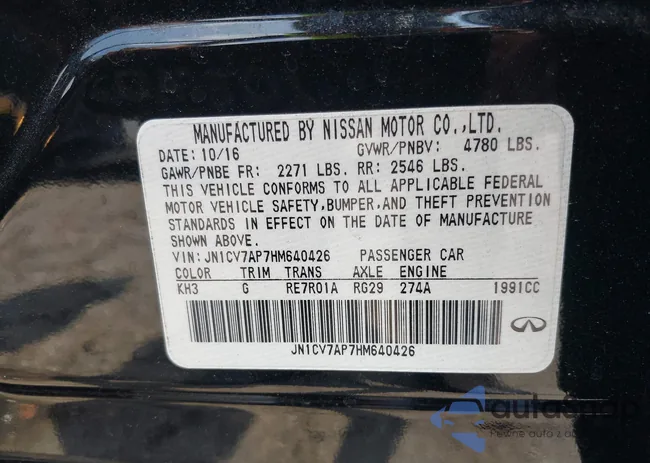 MANUFACTURED BY NISSAN MOTOR CO.,LTD.
DATE: 10/16 GVWR/PNBV: 4780 LBS.
GAWR/PNBE FR: 2271 LBS. RR: 2546 LBS.
THIS VEHICLE CONFORMS TO ALL APPLICABLE FEDERAL
MOTOR VEHICLE SAFETY,BUMPER,AND THEFT PREVENTION
STANDARDS IN EFFECT ON THE DATE OF MANUFACTURE
SHOWN ABOVE.
VIN: JN1CV7AP7HM640426 PASSENGER CAR
COLOR TRIM TRANS AXLE ENGINE
KH3 G RE7R01A RG29 274A 1991CC
JN1CV7AP7HM640426
autasnap
Pewne auto z